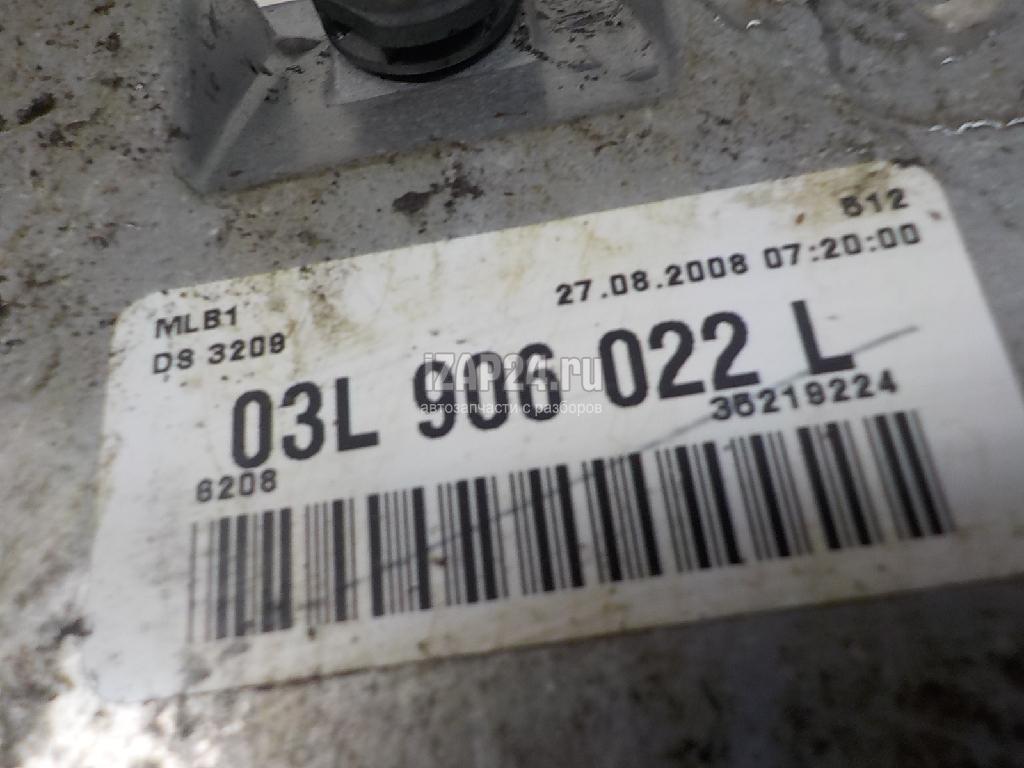 512
27.08.2008 07:20:00
MLB1
DS 3209
03L 906 022 L
iZAP24.ru
автозапчасти с разборов
35219224
6208